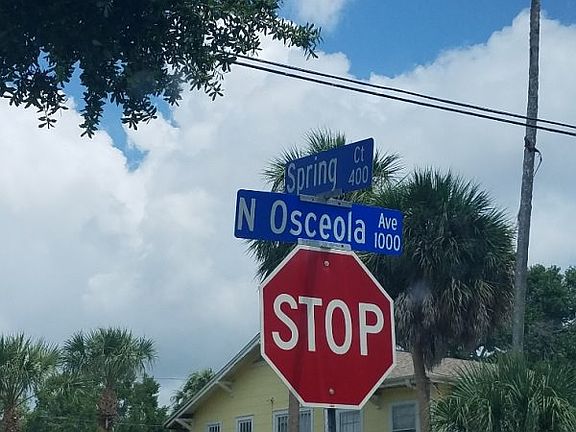 Spring Ct 400
N Osceola Ave 1000
STOP